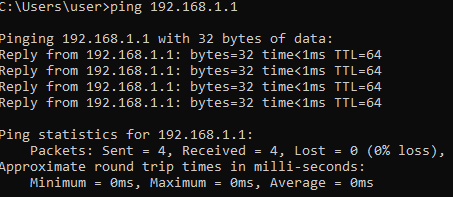 C:\Users\user>ping 192.168.1.1
Pinging 192.168.1.1 with 32 bytes of data:
Reply from 192.168.1.1: bytes=32 time<1ms TTL=64
Reply from 192.168.1.1: bytes=32 time<1ms TTL=64
Reply from 192.168.1.1: bytes=32 time<1ms TTL=64
Reply from 192.168.1.1: bytes=32 time<1ms TTL=64
Ping statistics for 192.168.1.1:
Packets: Sent = 4, Received = 4, Lost = 0 (0% loss),
Approximate round trip times in milli-seconds:
Minimum = 0ms, Maximum = 0ms, Average = 0ms